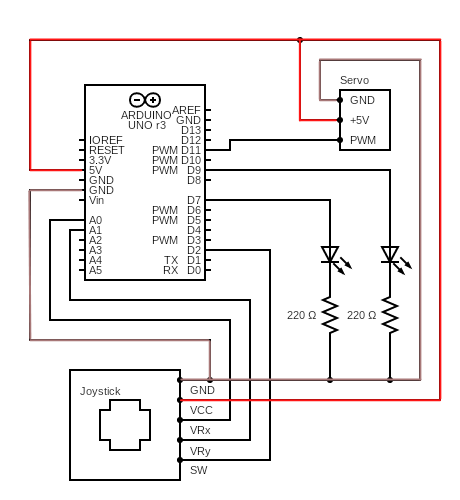 Servo
GND
+5V
PWM
ARDUINO
UNO r3
AREF
GND
D13
D12
IOREF
RESET
3.3V
5V
GND
GND
Vin
PWM D11
PWM D10
PWM D9
D8
D7
PWM D6
PWM D5
D4
PWM D3
D2
TX D1
RX D0
A0
A1
A2
A3
A4
A5
220 Ω
220 Ω
Joystick
GND
VCC
VRx
VRy
SW